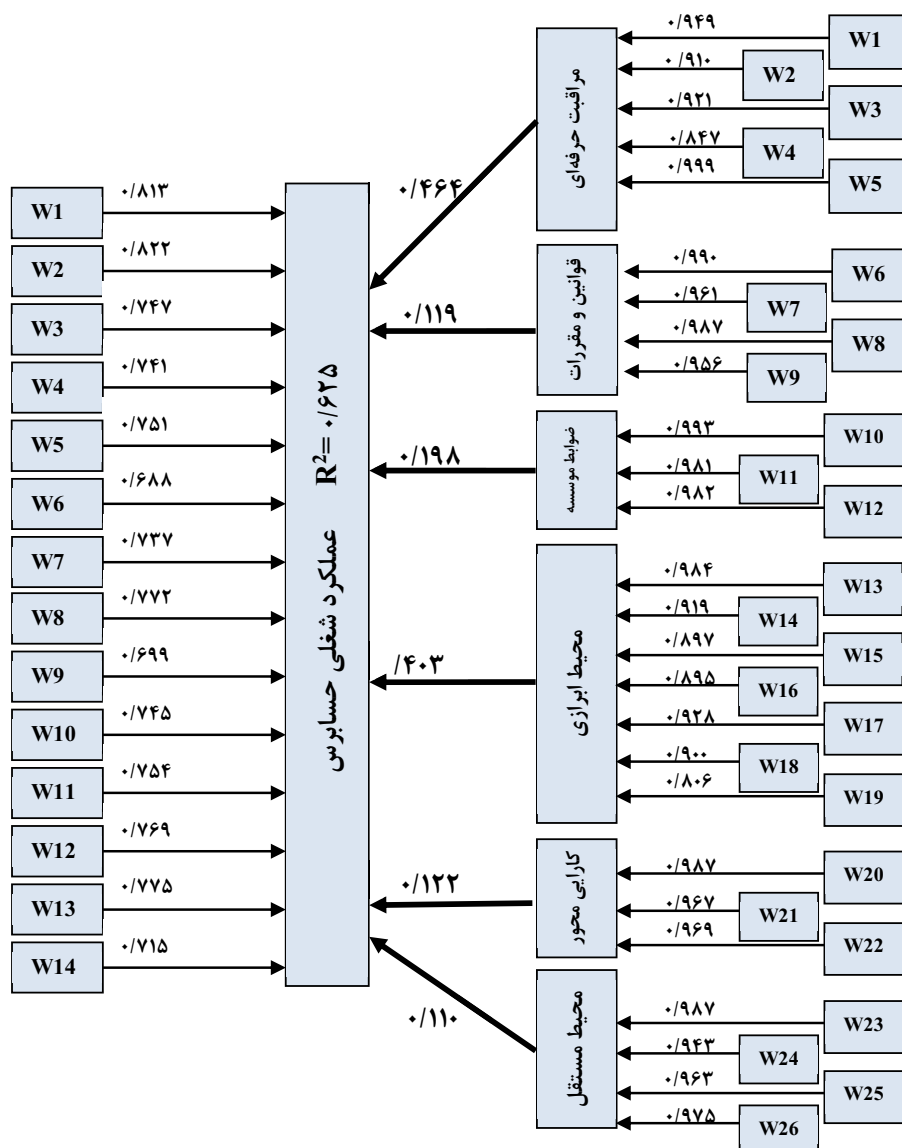 ۰/۹۴۹
W1
۰/۹۱۰
W2
۰/۹۲۱
W3
۰/۸۴۷
W4
۰/۹۹۹
W5
مراقبت حرفه‌ای
۰/۴۶۴
۰/۹۹۰
W6
۰/۹۶۱
W7
۰/۹۸۷
W8
۰/۹۵۶
W9
قوانین و مقررات
۰/۱۱۹
۰/۹۹۳
W10
۰/۹۸۱
W11
۰/۹۸۲
W12
ضوابط موسسه
۰/۱۹۸
۰/۹۸۴
W13
۰/۹۱۹
W14
۰/۸۹۷
W15
۰/۸۹۵
W16
۰/۹۲۸
W17
۰/۹۰۰
W18
۰/۸۰۶
W19
محیط ابرازی
/۴۰۳
۰/۹۸۷
W20
۰/۹۶۷
W21
۰/۹۶۹
W22
کارایی محور
۰/۱۲۲
۰/۹۸۷
W23
۰/۹۴۳
W24
۰/۹۶۳
W25
۰/۹۷۵
W26
محیط مستقل
۰/۱۱۰
عملکرد شغلی حسابرس R²= ۰/۶۲۵
W1
۰/۸۱۳
W2
۰/۸۲۲
W3
۰/۷۴۷
W4
۰/۷۴۱
W5
۰/۷۵۱
W6
۰/۶۸۸
W7
۰/۷۳۷
W8
۰/۷۷۲
W9
۰/۶۹۹
W10
۰/۷۴۵
W11
۰/۷۵۴
W12
۰/۷۶۹
W13
۰/۷۷۵
W14
۰/۷۱۵